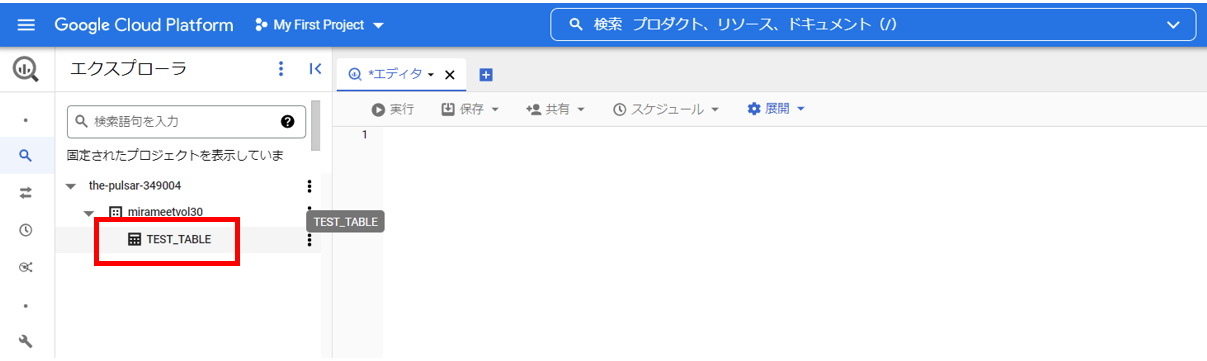 Google Cloud Platform
My First Project
検索 プロダクト、リソース、ドキュメント (/)
エクスプローラ
*エディタ
検索語句を入力
実行
保存
共有
スケジュール
展開
固定されたプロジェクトを表示していま
1
the-pulsar-349004
mirameetvol30
TEST_TABLE
TEST_TABLE